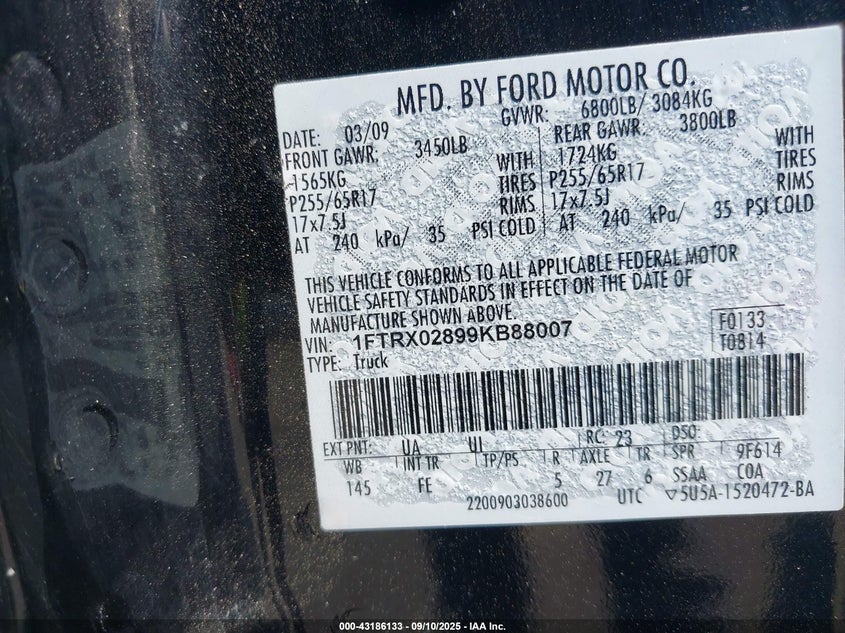 MFD. BY FORD MOTOR CO.
DATE: 03/09 GVWR: 6800LB/ 3084KG
FRONT GAWR: 3450LB REAR GAWR: 3800LB
1565KG WITH 1724KG WITH
P255/65R17 TIRES P255/65R17 TIRES
17x7.5J RIMS 17x7.5J RIMS
AT 240 kPa/ 35 PSI COLD AT 240 kPa/ 35 PSI COLD
THIS VEHICLE CONFORMS TO ALL APPLICABLE FEDERAL MOTOR
VEHICLE SAFETY STANDARDS IN EFFECT ON THE DATE OF
MANUFACTURE SHOWN ABOVE.
VIN: 1FTRX02899KB88007 F0133
TYPE: Truck T0814
EXT PNT: UA UI RC: 23 DSO:
WB INT TR TP/PS R AXLE TR SPR 9F614
145 FE 5 27 6 SSAA COA
2200903038600 UTC ▽5U5A-1520472-BA
000-43186133 - 09/10/2025 - IAA Inc.